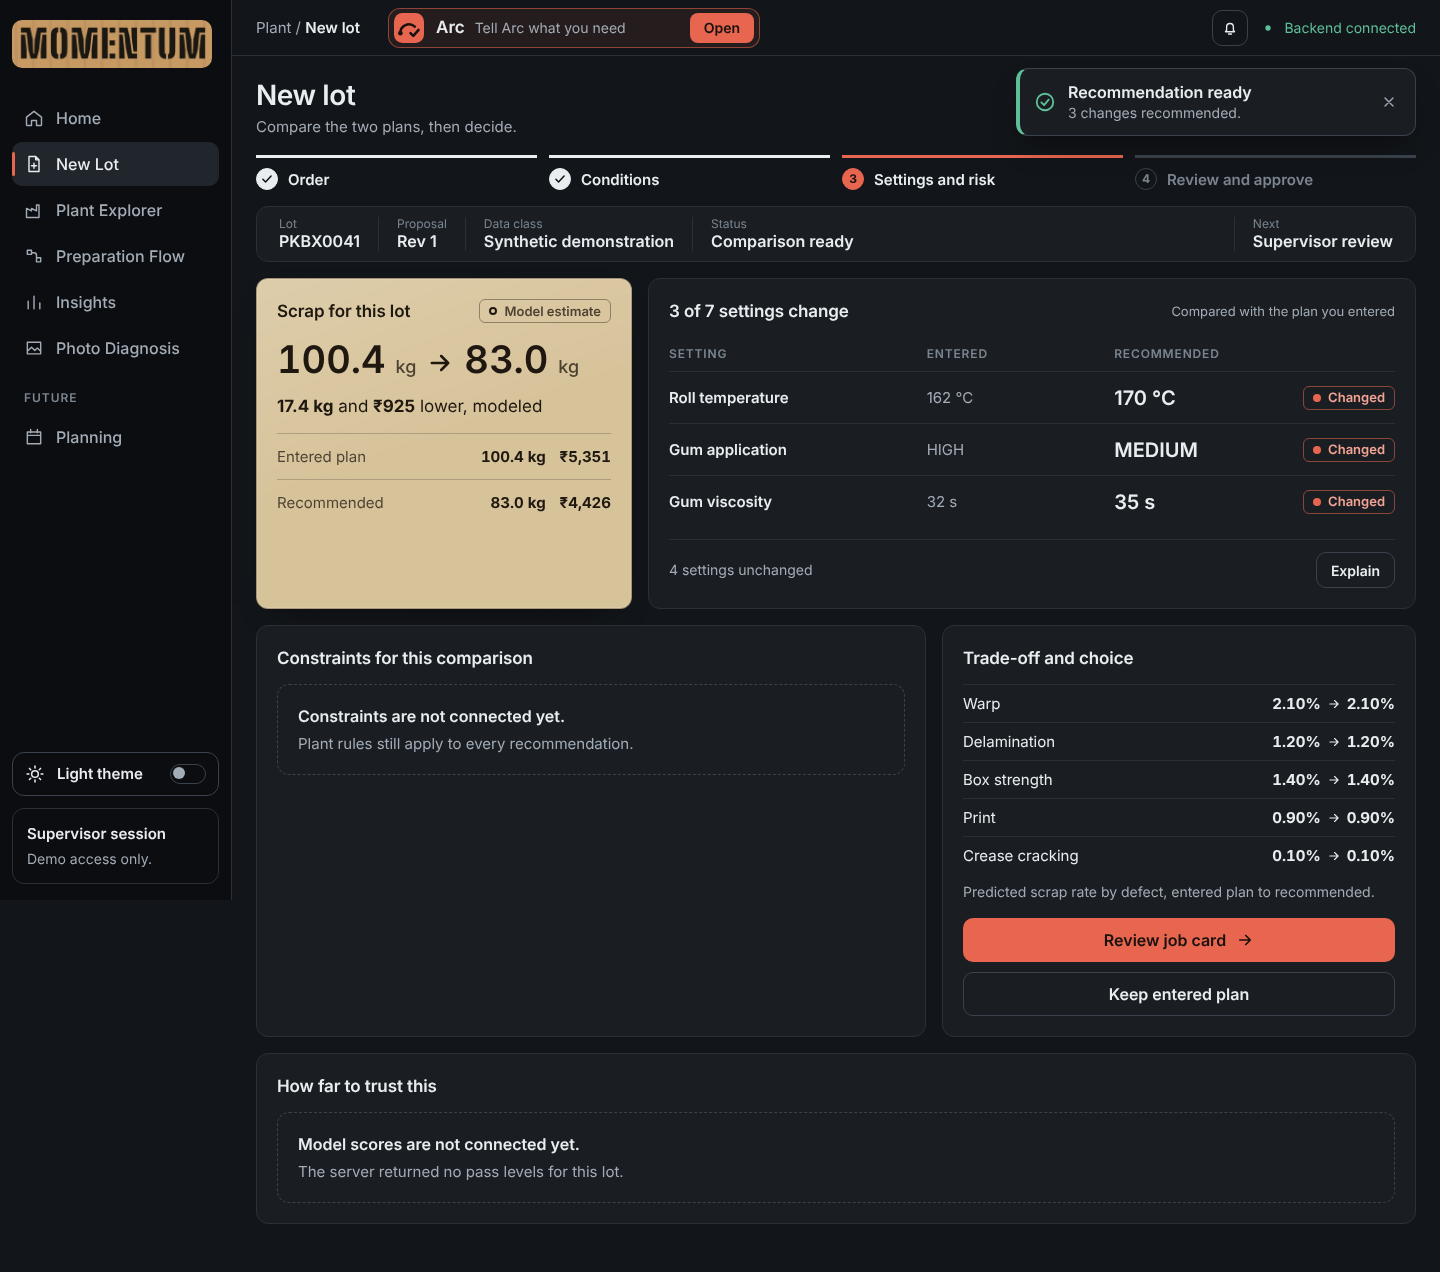 MOMENTUM
Home
New Lot
Plant Explorer
Preparation Flow
Insights
Photo Diagnosis
FUTURE
Planning
Light theme
Supervisor session
Demo access only.
Plant / New lot
Arc Tell Arc what you need Open
Backend connected
New lot
Compare the two plans, then decide.
Recommendation ready
3 changes recommended.
Order
Conditions
3 Settings and risk
4 Review and approve
Lot
PKBX0041
Proposal
Rev 1
Data class
Synthetic demonstration
Status
Comparison ready
Next
Supervisor review
Scrap for this lot
Model estimate
100.4 kg → 83.0 kg
17.4 kg and ₹925 lower, modeled
Entered plan 100.4 kg ₹5,351
Recommended 83.0 kg ₹4,426
3 of 7 settings change
Compared with the plan you entered
SETTING ENTERED RECOMMENDED
Roll temperature 162 °C 170 °C Changed
Gum application HIGH MEDIUM Changed
Gum viscosity 32 s 35 s Changed
4 settings unchanged
Explain
Constraints for this comparison
Constraints are not connected yet.
Plant rules still apply to every recommendation.
Trade-off and choice
Warp 2.10% → 2.10%
Delamination 1.20% → 1.20%
Box strength 1.40% → 1.40%
Print 0.90% → 0.90%
Crease cracking 0.10% → 0.10%
Predicted scrap rate by defect, entered plan to recommended.
Review job card →
Keep entered plan
How far to trust this
Model scores are not connected yet.
The server returned no pass levels for this lot.